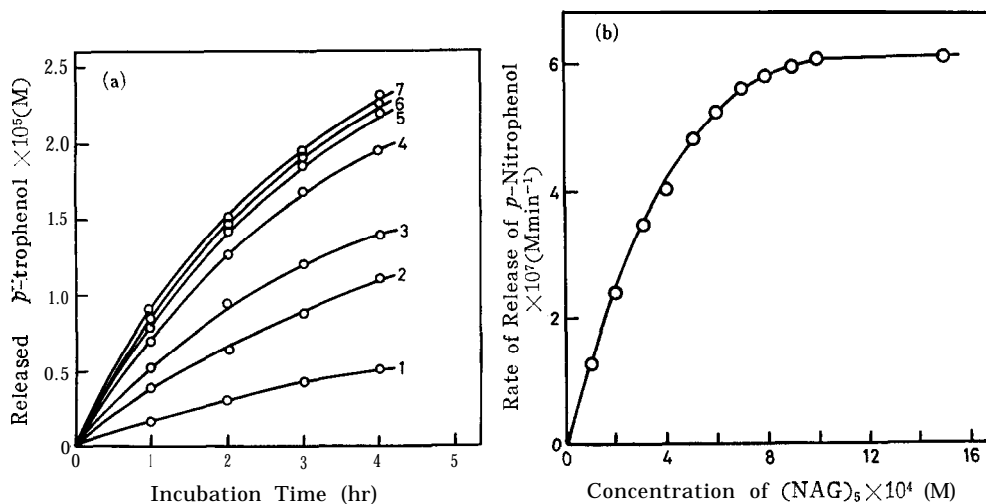 (a)
Released p-trophenol ×10⁵(M)
2.5
2.0
1.5
1.0
0.5
0
7
6
5
4
3
2
1
0 1 2 3 4 5
Incubation Time (hr)
(b)
Rate of Release of p-Nitrophenol
×10⁷(Mmin⁻¹)
6
4
2
0
0 4 8 12 16
Concentration of (NAG)₅×10⁴ (M)